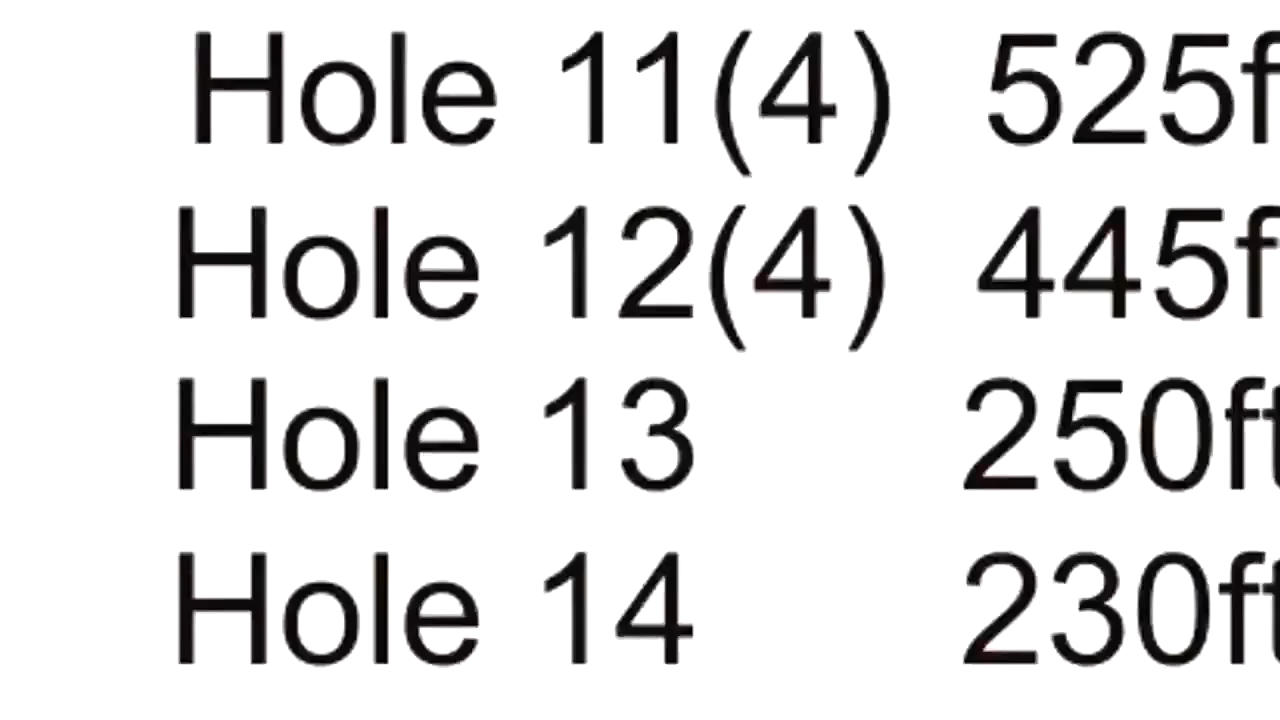 Hole 11(4) 525f
Hole 12(4) 445f
Hole 13 250ft
Hole 14 230ft